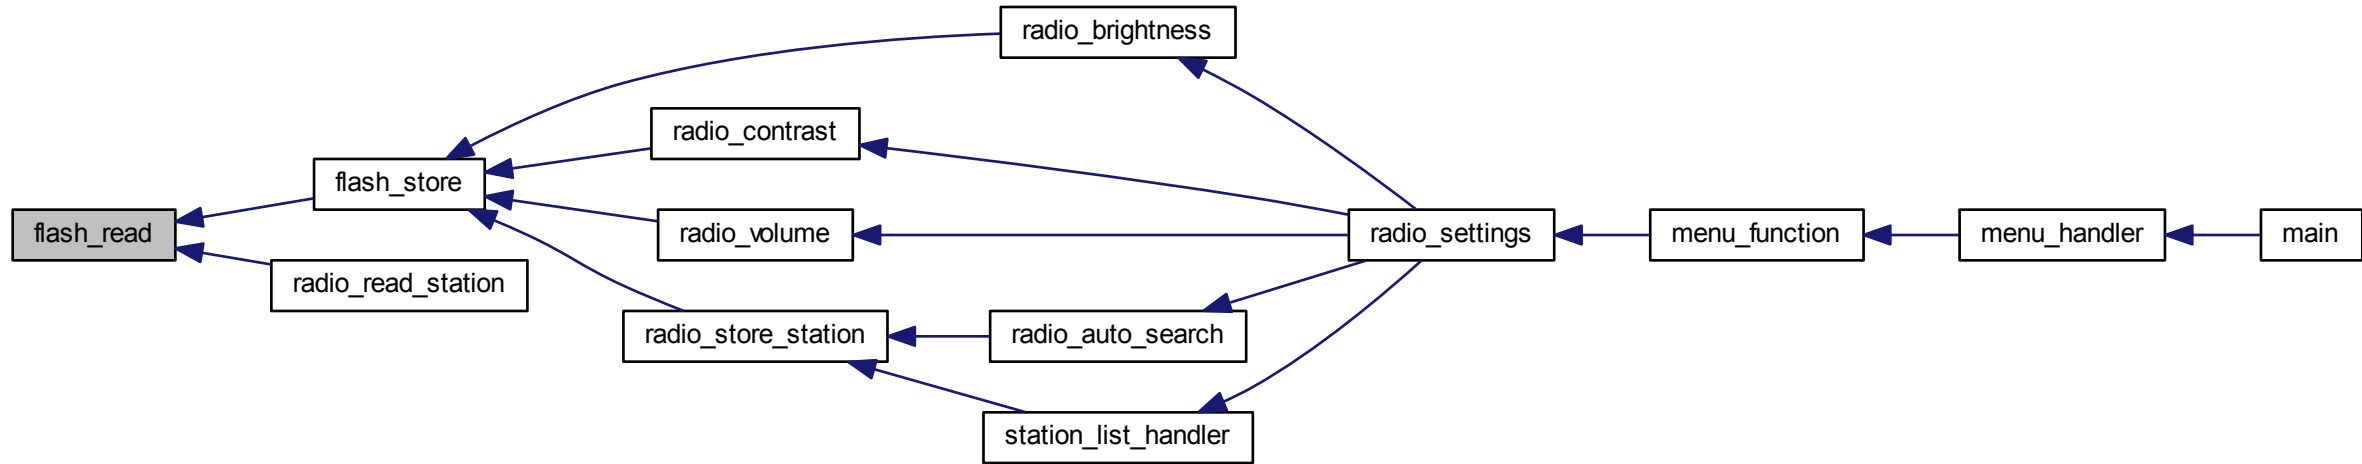 radio_brightness
radio_contrast
flash_store
flash_read
radio_volume
radio_settings
menu_function
menu_handler
main
radio_read_station
radio_store_station
radio_auto_search
station_list_handler